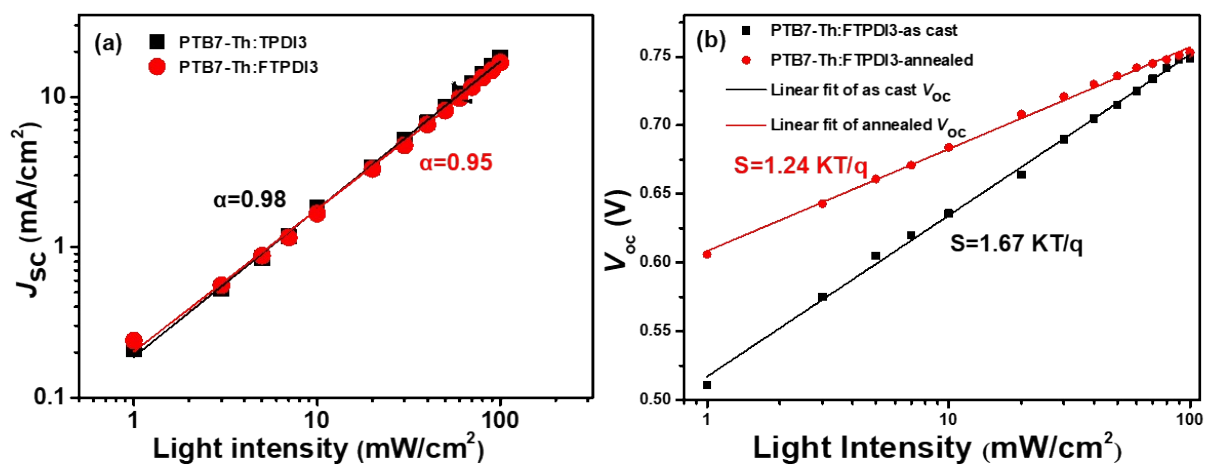 (a)
PTB7-Th:TPDI3
PTB7-Th:FTPDI3
10
1
0.1
J_SC (mA/cm²)
α=0.95
α=0.98
1
10
100
Light intensity (mW/cm²)
(b)
PTB7-Th:FTPDI3-as cast
PTB7-Th:FTPDI3-annealed
Linear fit of as cast V_OC
Linear fit of annealed V_OC
0.75
0.70
0.65
0.60
0.55
0.50
V_oc (V)
S=1.24 KT/q
S=1.67 KT/q
1
10
100
Light Intensity (mW/cm²)